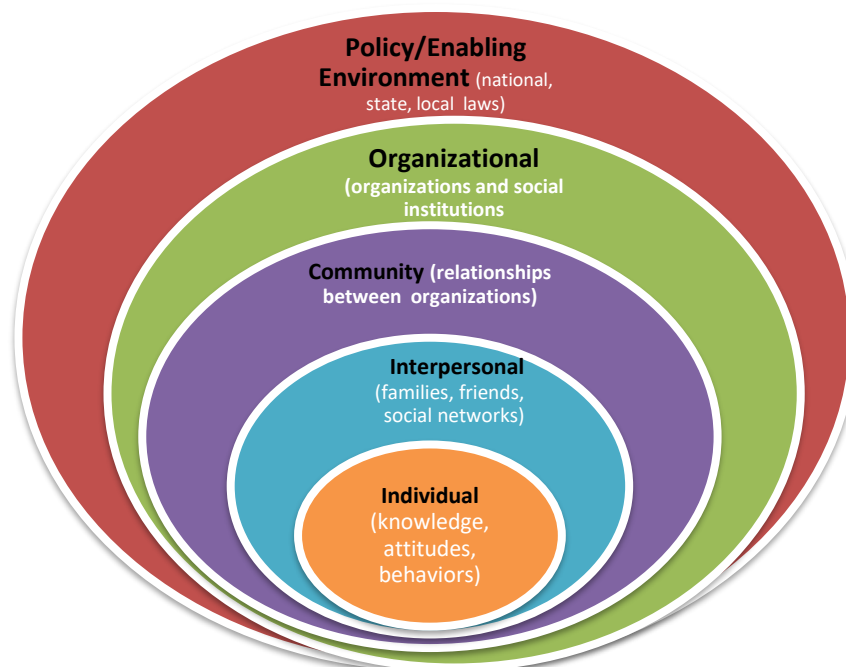 Policy/Enabling
Environment (national,
state, local laws)
Organizational
(organizations and social
institutions
Community (relationships
between organizations)
Interpersonal
(families, friends,
social networks)
Individual
(knowledge,
attitudes,
behaviors)